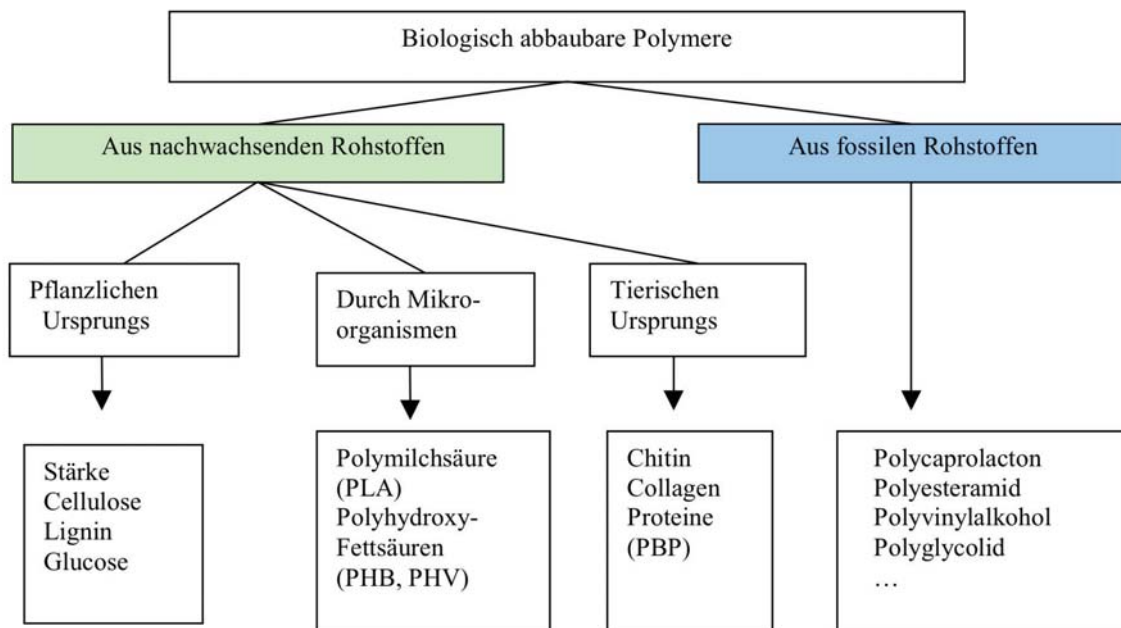 Biologisch abbaubare Polymere
Aus nachwachsenden Rohstoffen
Aus fossilen Rohstoffen
Pflanzlichen
Ursprungs
Durch Mikro-
organismen
Tierischen
Ursprungs
Stärke
Cellulose
Lignin
Glucose
Polymilchsäure
(PLA)
Polyhydroxy-
Fettsäuren
(PHB, PHV)
Chitin
Collagen
Proteine
(PBP)
Polycaprolacton
Polyesteramid
Polyvinylalkohol
Polyglycolid
…